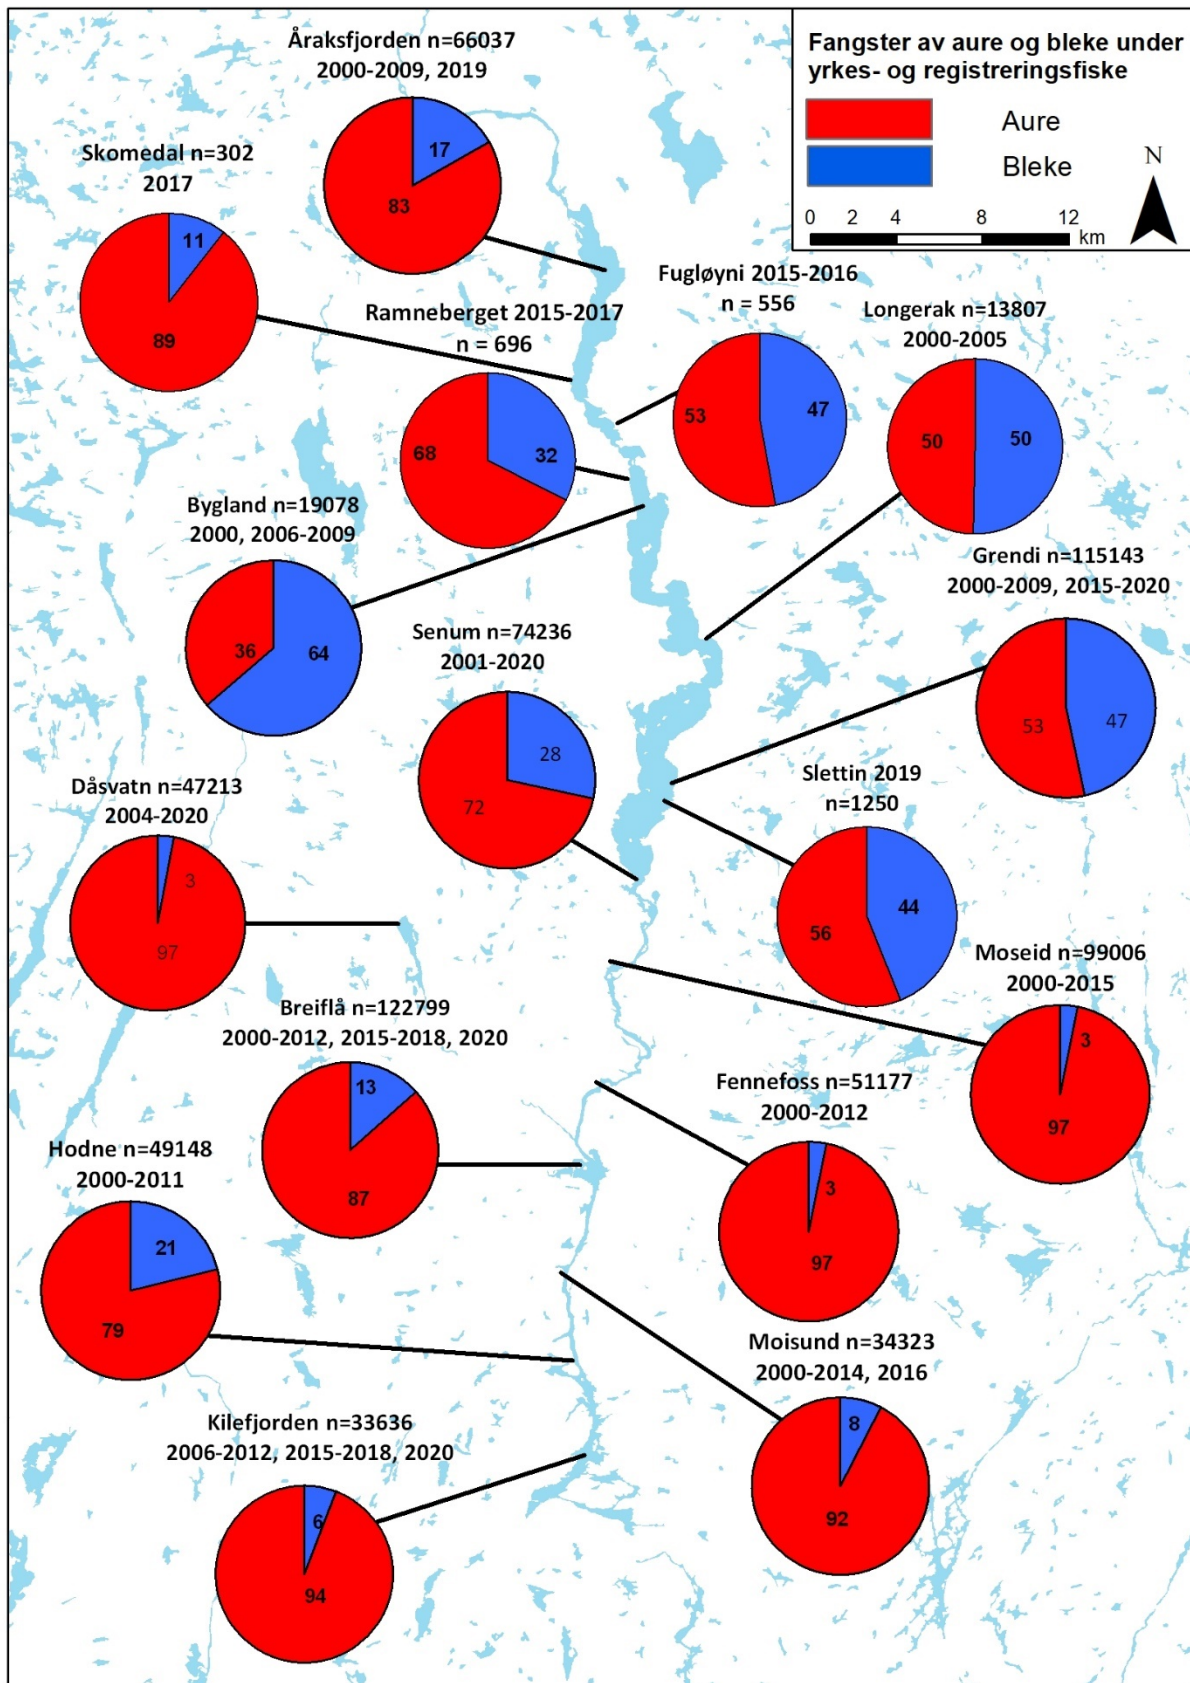 Åraksfjorden n=66037
2000-2009, 2019
17
83
Fangster av aure og bleke under
yrkes- og registreringsfiske
Aure
Bleke
N
0 2 4 8 12
km
Skomedal n=302
2017
11
89
Ramneberget 2015-2017
n = 696
68
32
Fugløyni 2015-2016
n = 556
53
47
Longerak n=13807
2000-2005
50
50
Bygland n=19078
2000, 2006-2009
36
64
Grendi n=115143
2000-2009, 2015-2020
53
47
Senum n=74236
2001-2020
28
72
Slettin 2019
n=1250
44
56
Dåsvatn n=47213
2004-2020
3
97
Moseid n=99006
2000-2015
3
97
Breiflå n=122799
2000-2012, 2015-2018, 2020
13
87
Fennefoss n=51177
2000-2012
3
97
Hodne n=49148
2000-2011
21
79
Moisund n=34323
2000-2014, 2016
8
92
Kilefjorden n=33636
2006-2012, 2015-2018, 2020
6
94